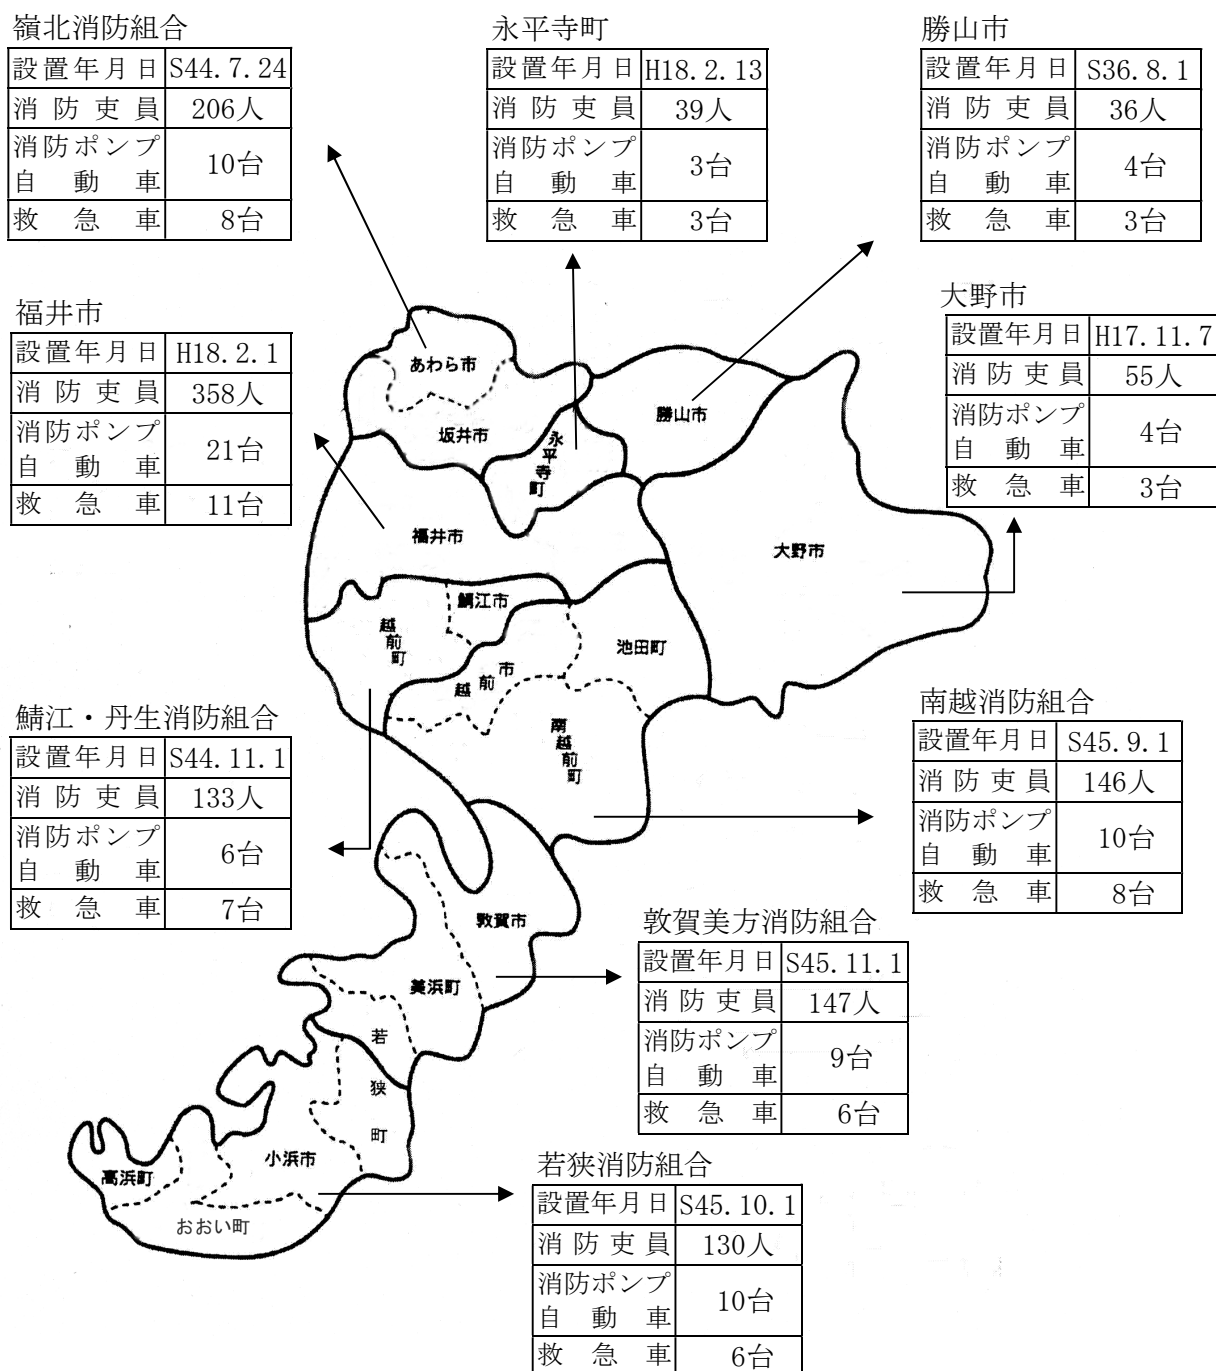 嶺北消防組合
設置年月日 S44.7.24
消防吏員 206人
消防ポンプ
自動車 10台
救急車 8台
永平寺町
設置年月日 H18.2.13
消防吏員 39人
消防ポンプ
自動車 3台
救急車 3台
勝山市
設置年月日 S36.8.1
消防吏員 36人
消防ポンプ
自動車 4台
救急車 3台
福井市
設置年月日 H18.2.1
消防吏員 358人
消防ポンプ
自動車 21台
救急車 11台
大野市
設置年月日 H17.11.7
消防吏員 55人
消防ポンプ
自動車 4台
救急車 3台
あわら市
坂井市
永平寺町
勝山市
福井市
大野市
鯖江市
越前町
池田町
越前市
南越前町
鯖江・丹生消防組合
設置年月日 S44.11.1
消防吏員 133人
消防ポンプ
自動車 6台
救急車 7台
南越消防組合
設置年月日 S45.9.1
消防吏員 146人
消防ポンプ
自動車 10台
救急車 8台
敦賀市
美浜町
若狭町
敦賀美方消防組合
設置年月日 S45.11.1
消防吏員 147人
消防ポンプ
自動車 9台
救急車 6台
小浜市
高浜町
おおい町
若狭消防組合
設置年月日 S45.10.1
消防吏員 130人
消防ポンプ
自動車 10台
救急車 6台